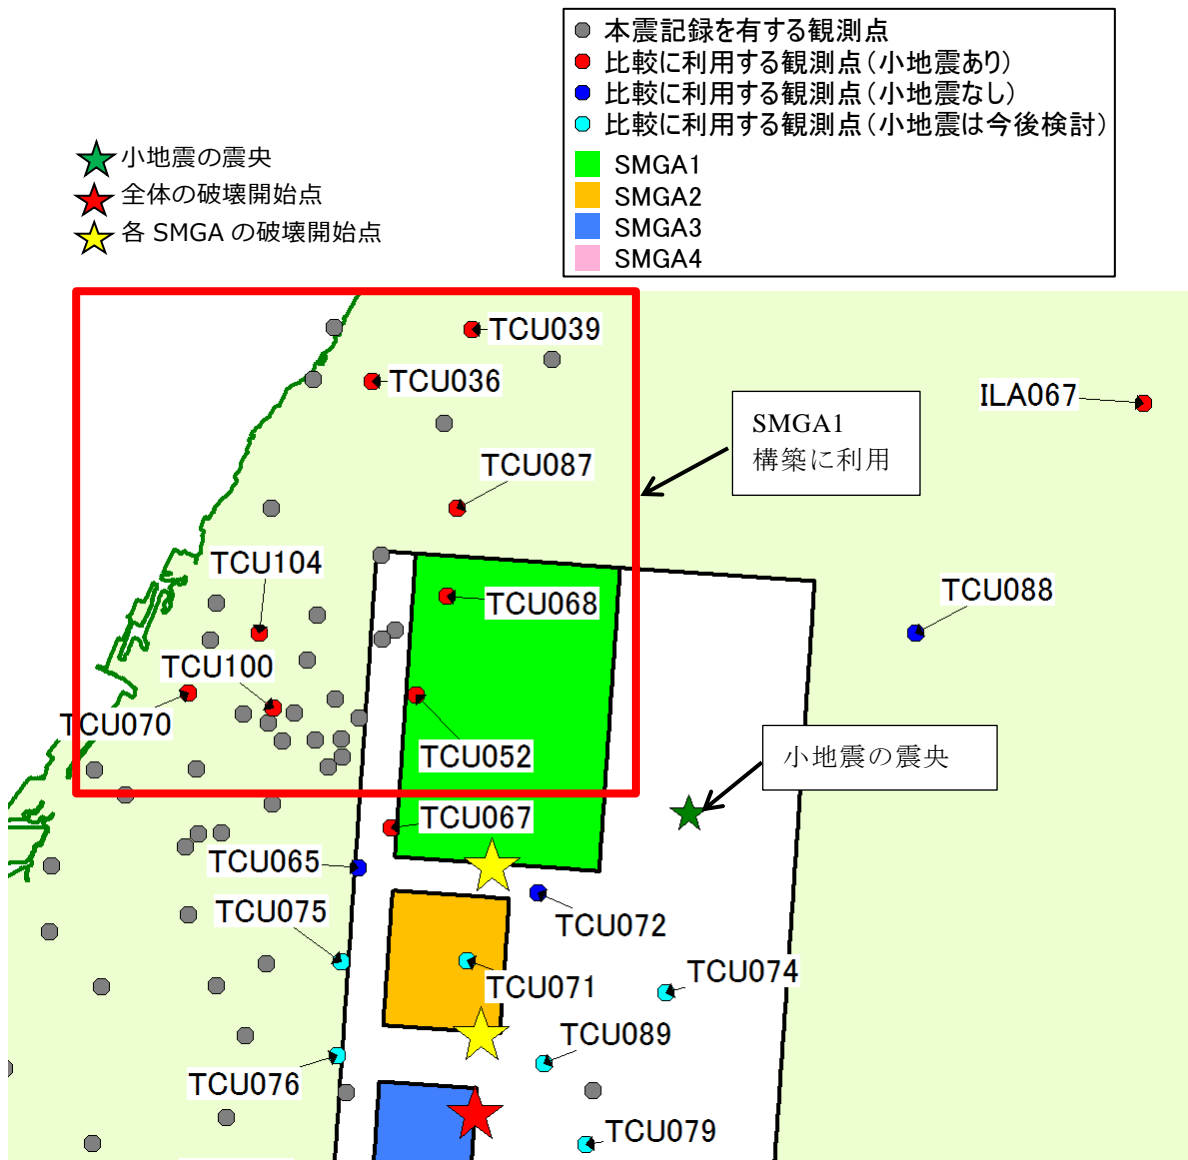 本震記録を有する観測点
比較に利用する観測点（小地震あり）
比較に利用する観測点（小地震なし）
比較に利用する観測点（小地震は今後検討）
SMGA1
SMGA2
SMGA3
SMGA4
小地震の震央
全体の破壊開始点
各 SMGA の破壊開始点
TCU039
TCU036
ILA067
SMGA1
構築に利用
TCU087
TCU104
TCU068
TCU088
TCU100
TCU070
TCU052
小地震の震央
TCU067
TCU065
TCU075
TCU072
TCU071
TCU074
TCU089
TCU076
TCU079